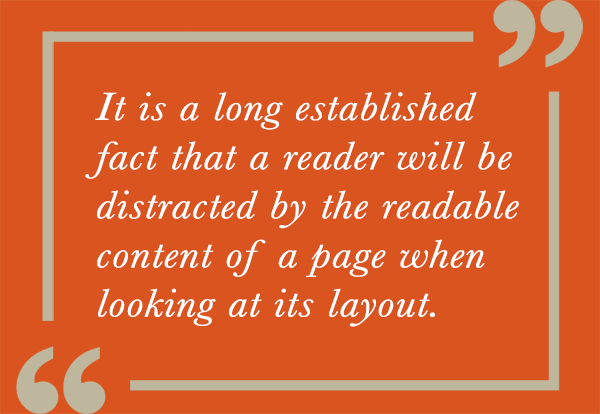 It is a long established
fact that a reader will be
distracted by the readable
content of a page when
looking at its layout.